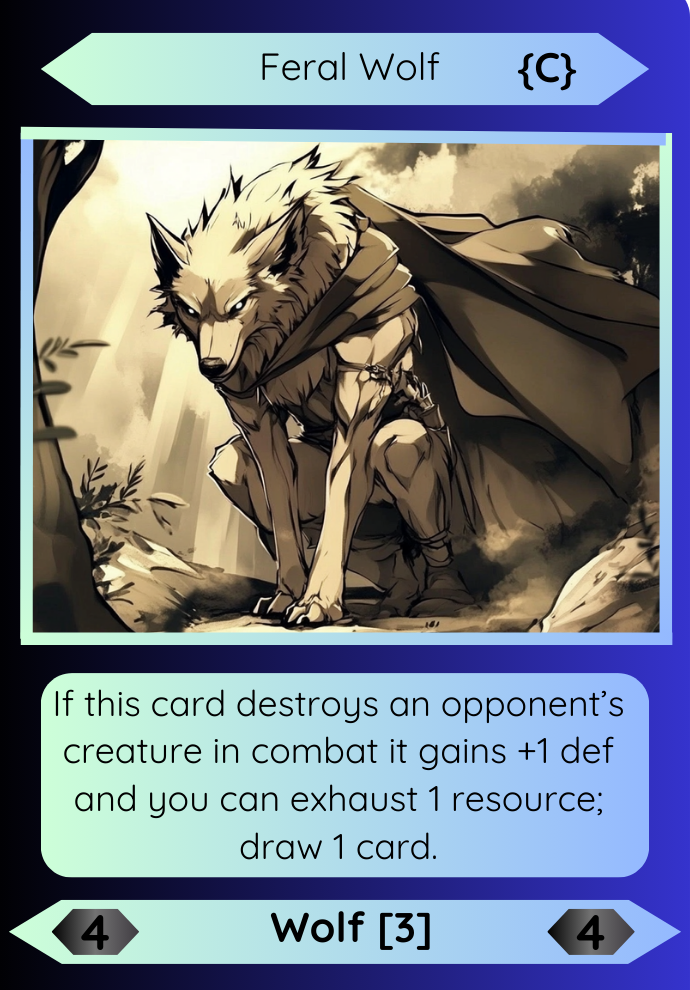 Feral Wolf {C}
If this card destroys an opponent’s
creature in combat it gains +1 def
and you can exhaust 1 resource;
draw 1 card.
4 Wolf [3] 4